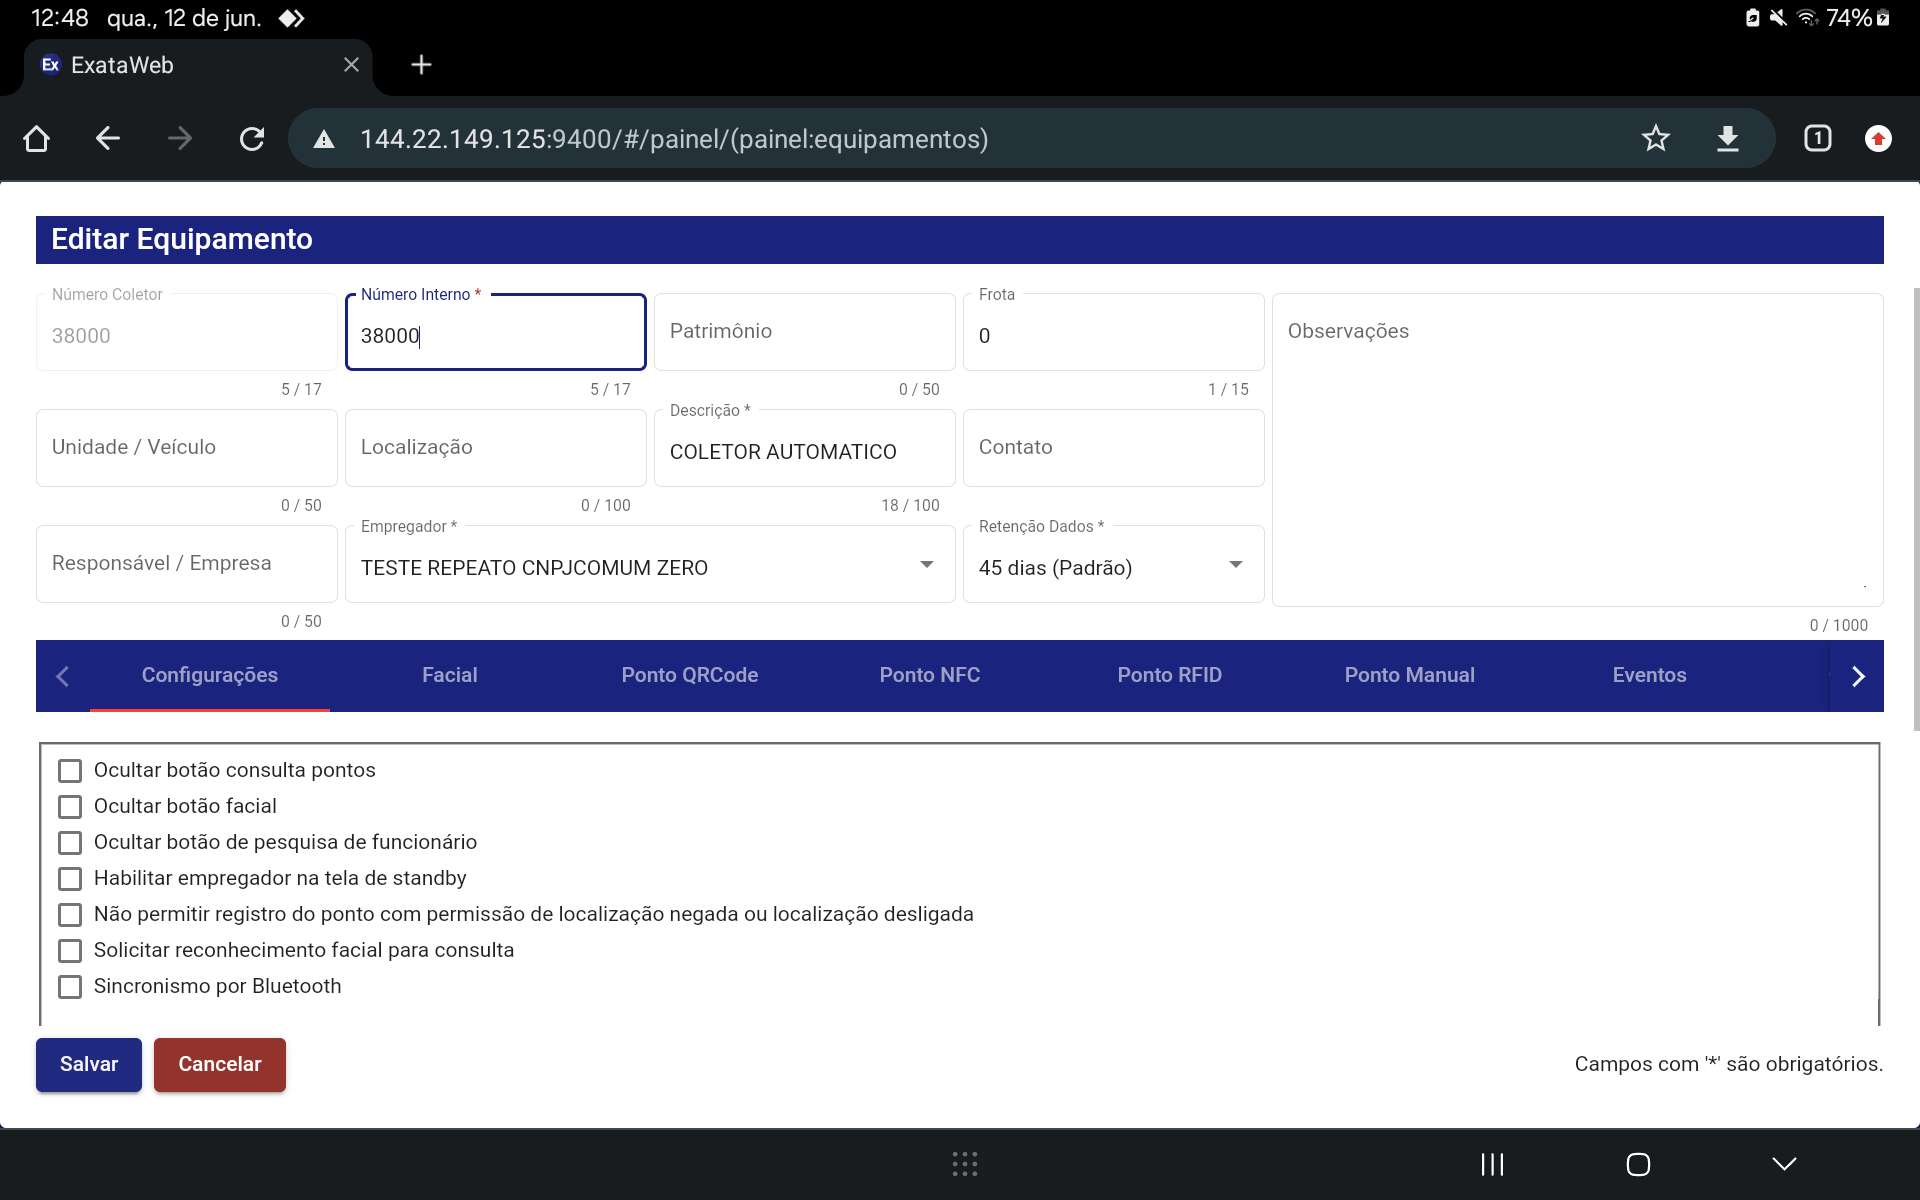 12:48 qua., 12 de jun. 74%
Ex ExataWeb
144.22.149.125:9400/#/painel/(painel:equipamentos) 1
Editar Equipamento
Número Coletor Número Interno * Frota
38000 38000 Patrimônio 0 Observações
5 / 17 5 / 17 0 / 50 1 / 15
Descrição *
Unidade / Veículo Localização COLETOR AUTOMATICO Contato
0 / 50 0 / 100 18 / 100
Empregador * Retenção Dados *
Responsável / Empresa TESTE REPEATO CNPJCOMUM ZERO 45 dias (Padrão)
0 / 50 0 / 1000
Configurações Facial Ponto QRCode Ponto NFC Ponto RFID Ponto Manual Eventos
Ocultar botão consulta pontos
Ocultar botão facial
Ocultar botão de pesquisa de funcionário
Habilitar empregador na tela de standby
Não permitir registro do ponto com permissão de localização negada ou localização desligada
Solicitar reconhecimento facial para consulta
Sincronismo por Bluetooth
Salvar Cancelar Campos com '*' são obrigatórios.